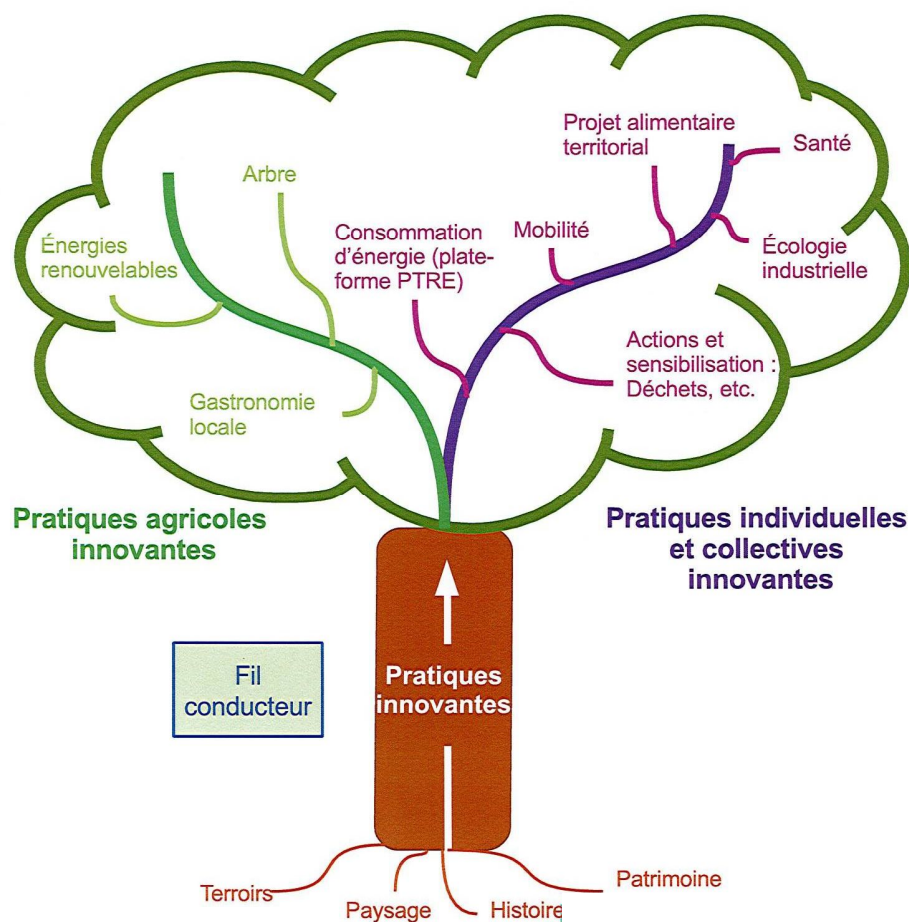 Projet alimentaire
territorial
Santé
Arbre
Énergies
renouvelables
Consommation
d'énergie (plate-
forme PTRE)
Mobilité
Écologie
industrielle
Actions et
sensibilisation :
Déchets, etc.
Gastronomie
locale
Pratiques agricoles
innovantes
Pratiques individuelles
et collectives
innovantes
Fil
conducteur
Pratiques
innovantes
Terroirs
Paysage
Histoire
Patrimoine